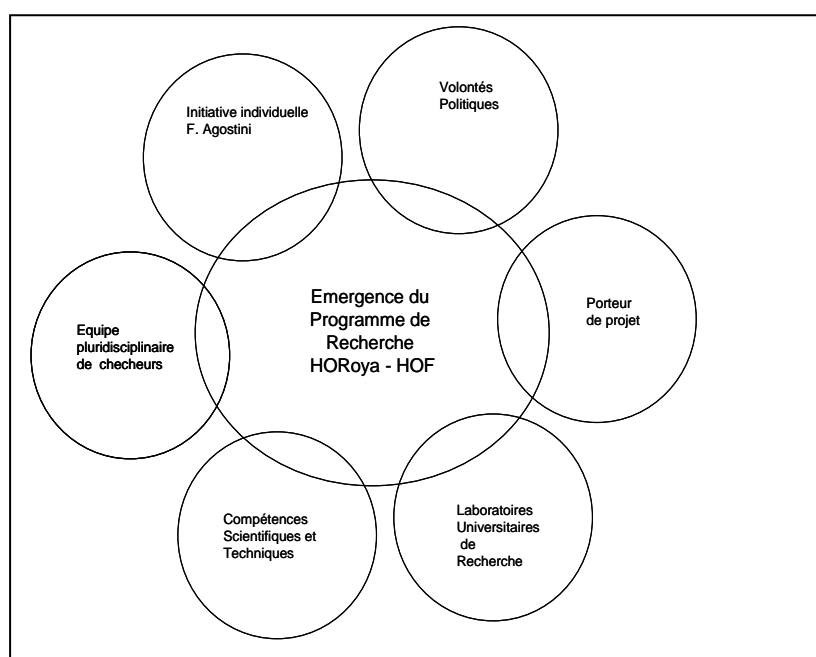 Initiative individuelle
F. Agostini
Volontés
Politiques
Emergence du
Programme de
Recherche
HORoya - HOF
Porteur
de projet
Equipe
pluridisciplinaire
de checheurs
Compétences
Scientifiques et
Techniques
Laboratoires
Universitaires
de
Recherche